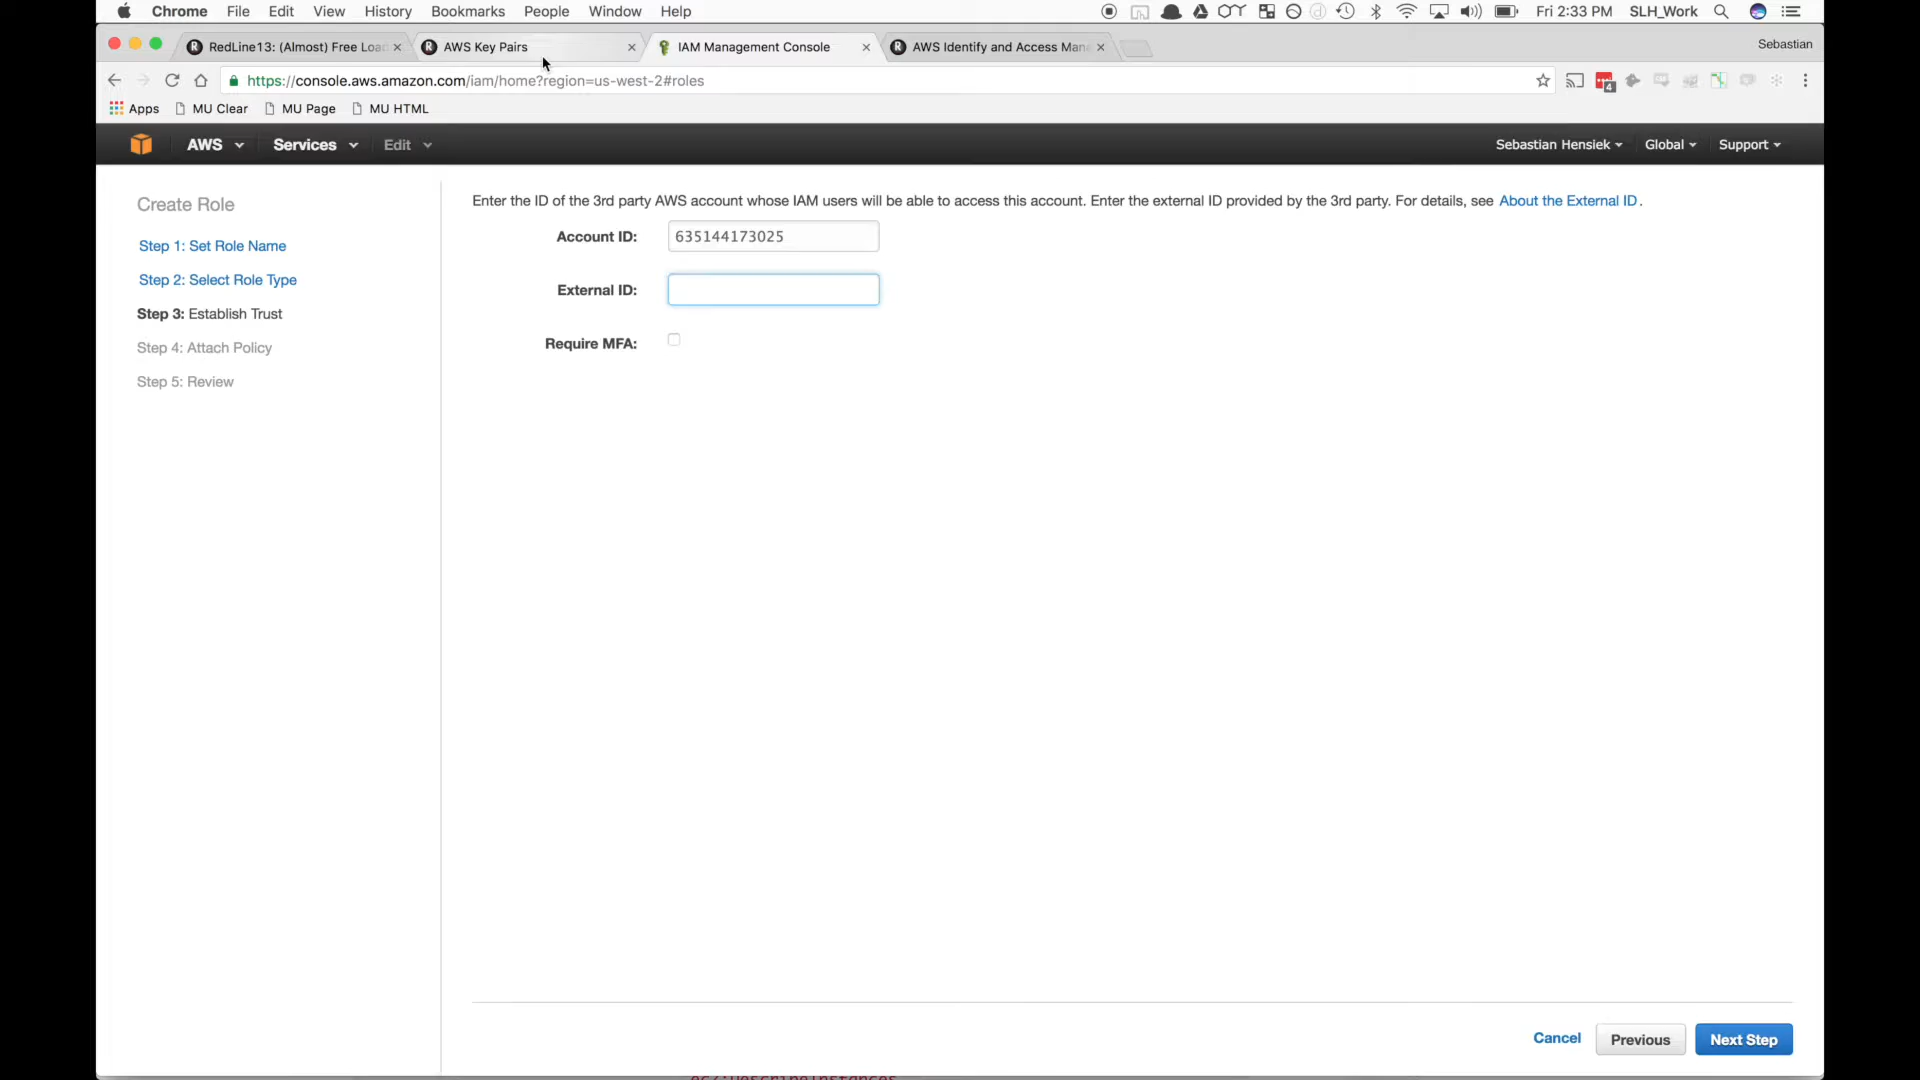 Chrome File Edit View History Bookmarks People Window Help Fri 2:33 PM SLH_Work
RedLine13: (Almost) Free Loa AWS Key Pairs IAM Management Console AWS Identify and Access Man Sebastian
https://console.aws.amazon.com/iam/home?region=us-west-2#roles 4
Apps MU Clear MU Page MU HTML
AWS Services Edit Sebastian Hensiek Global Support
Create Role
Step 1: Set Role Name
Step 2: Select Role Type
Step 3: Establish Trust
Step 4: Attach Policy
Step 5: Review
Enter the ID of the 3rd party AWS account whose IAM users will be able to access this account. Enter the external ID provided by the 3rd party. For details, see About the External ID.
Account ID: 635144173025
External ID:
Require MFA:
Cancel Previous Next Step
ec2:DescribeInstances